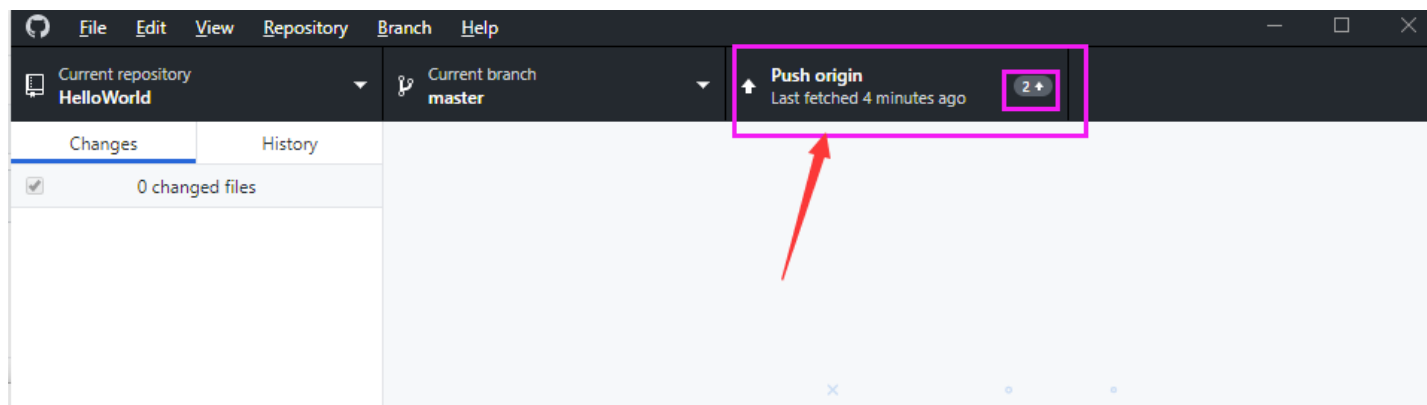 File Edit View Repository Branch Help
Current repository
HelloWorld
Current branch
master
Push origin
Last fetched 4 minutes ago
2
Changes History
0 changed files